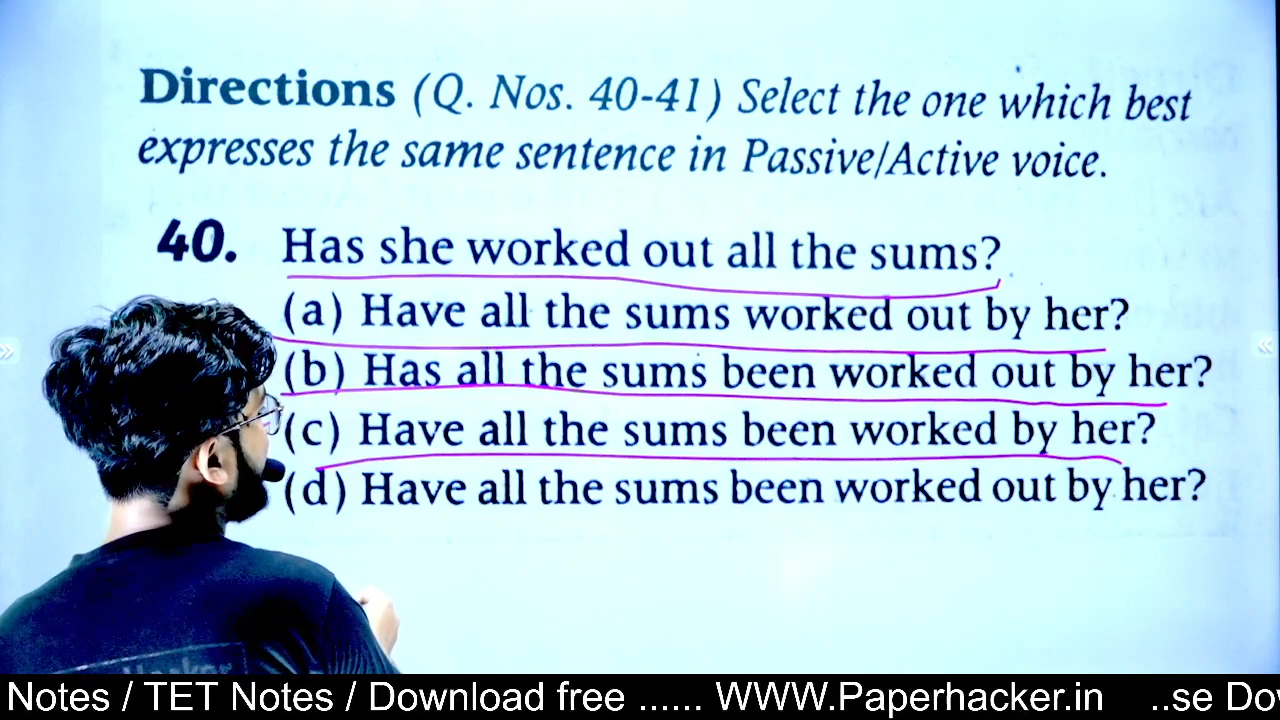 Directions (Q. Nos. 40-41) Select the one which best
expresses the same sentence in Passive/Active voice.
40. Has she worked out all the sums?
(a) Have all the sums worked out by her?
(b) Has all the sums been worked out by her?
(c) Have all the sums been worked by her?
(d) Have all the sums been worked out by her?
Notes / TET Notes / Download free ...... WWW.Paperhacker.in ..se Dov